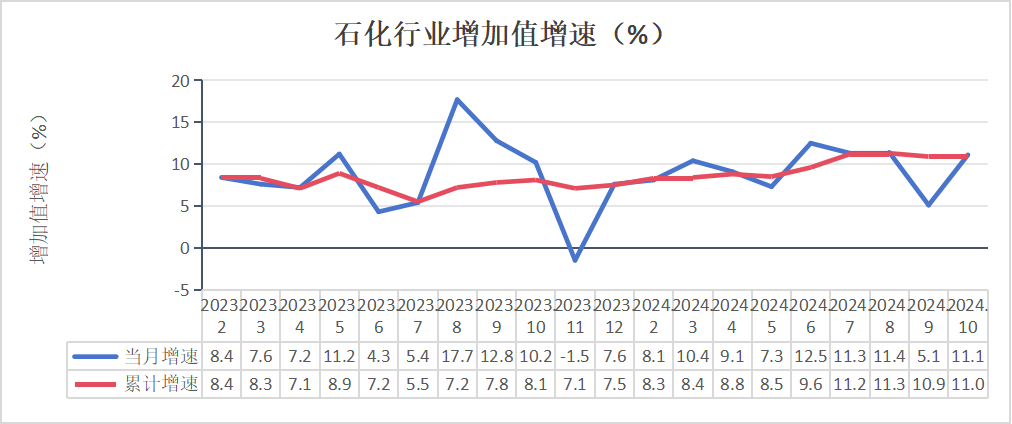 石化行业增加值增速（%）
增加值增速（%）
20
15
10
5
0
-5
2023 2023 2023 2023 2023 2023 2023 2023 2023 2023 2023 2024 2024 2024 2024 2024 2024 2024 2024 2024.
2 3 4 5 6 7 8 9 10 11 12 2 3 4 5 6 7 8 9 10
当月增速 8.4 7.6 7.2 11.2 4.3 5.4 17.7 12.8 10.2 -1.5 7.6 8.1 10.4 9.1 7.3 12.5 11.3 11.4 5.1 11.1
累计增速 8.4 8.3 7.1 8.9 7.2 5.5 7.2 7.8 8.1 7.1 7.5 8.3 8.4 8.8 8.5 9.6 11.2 11.3 10.9 11.0